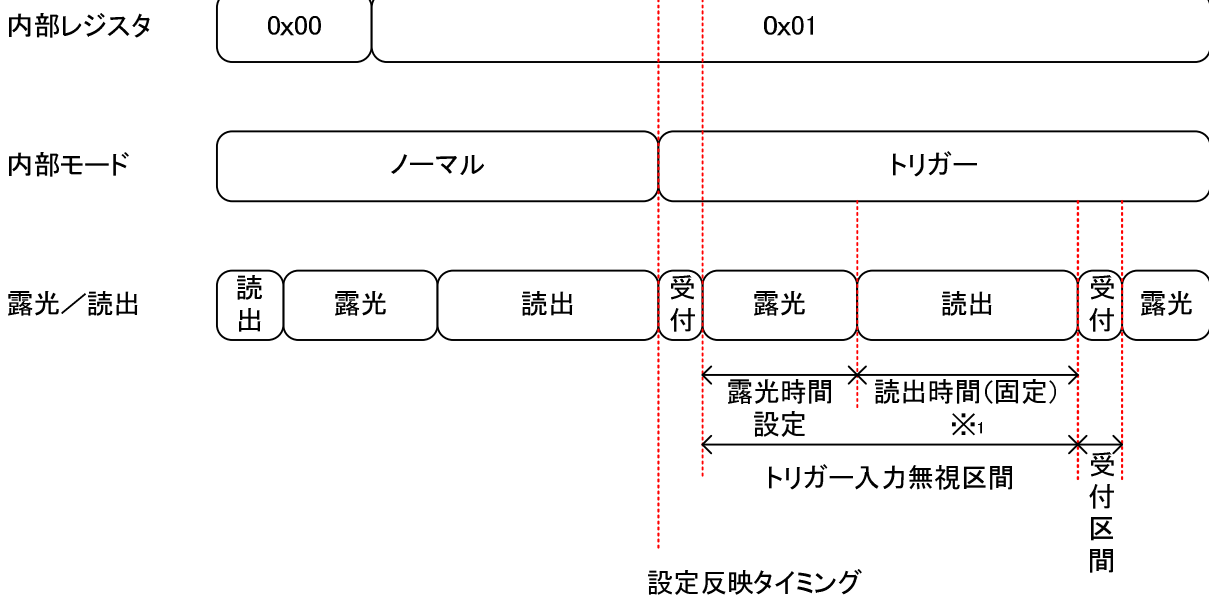 内部レジスタ
0x00
0x01
内部モード
ノーマル
トリガー
露光／読出
読出
露光
読出
受付
露光
読出
受付
露光
露光時間
設定
読出時間(固定)
※1
トリガー入力無視区間
受付区間
設定反映タイミング